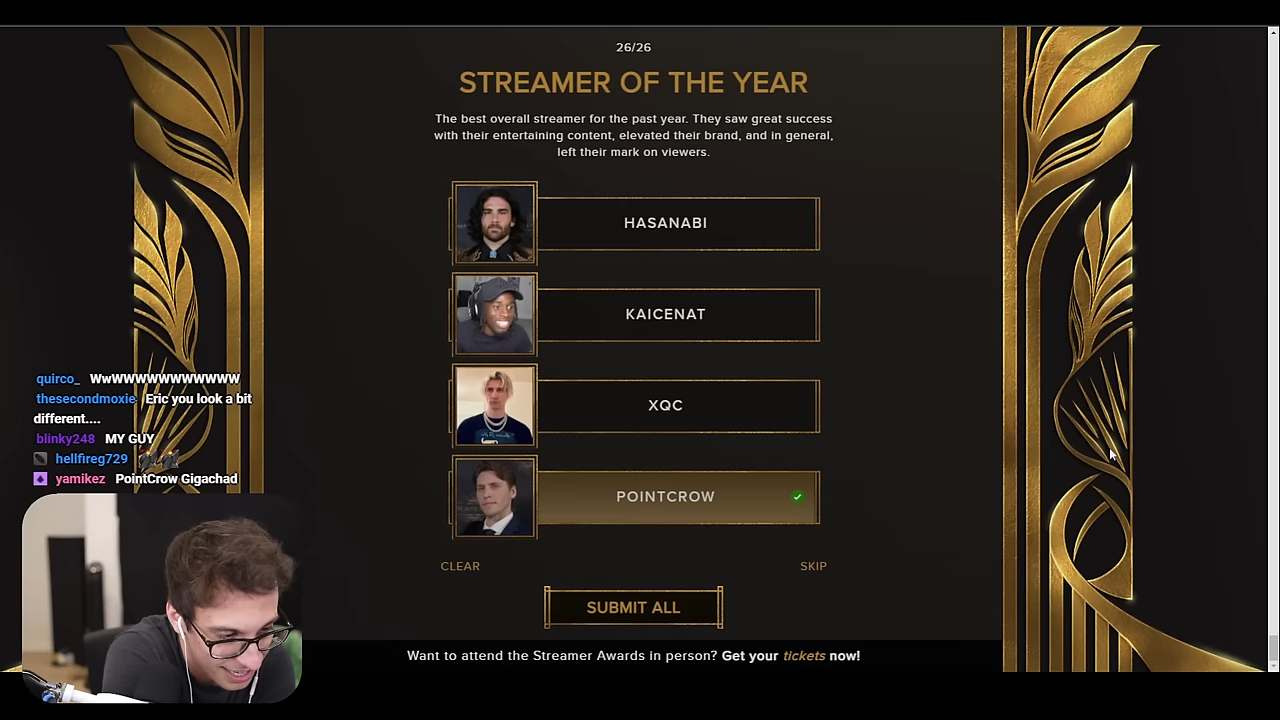 26/26
STREAMER OF THE YEAR
The best overall streamer for the past year. They saw great success
with their entertaining content, elevated their brand, and in general,
left their mark on viewers.
HASANABI
KAICENAT
XQC
POINTCROW
CLEAR
SKIP
SUBMIT ALL
Want to attend the Streamer Awards in person? Get your tickets now!
quirco_ WwWWWWWWWWWWW
thesecondmoxie Eric you look a bit
different....
blinky248 MY GUY
hellfireg729
yamikez PointCrow Gigachad